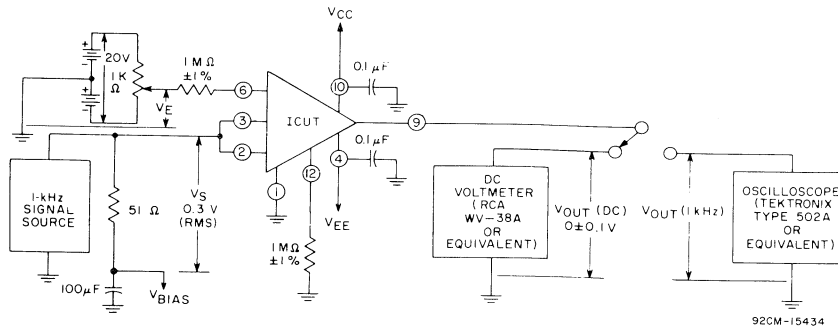 VCC
20V
1 K
Ω
1 MΩ
±1%
VE
6
3
2
ICUT
10
0.1 µF
9
4
0.1 µF
12
1
VEE
1-kHz
SIGNAL
SOURCE
51 Ω
VS
0.3 V
(RMS)
1 MΩ
±1%
100µF
VBIAS
DC
VOLTMETER
(RCA
WV-38A
OR
EQUIVALENT)
VOUT (DC)
0±0.1V
VOUT (1 kHz)
OSCILLOSCOPE
(TEKTRONIX
TYPE 502A
OR
EQUIVALENT)
92CM-15434